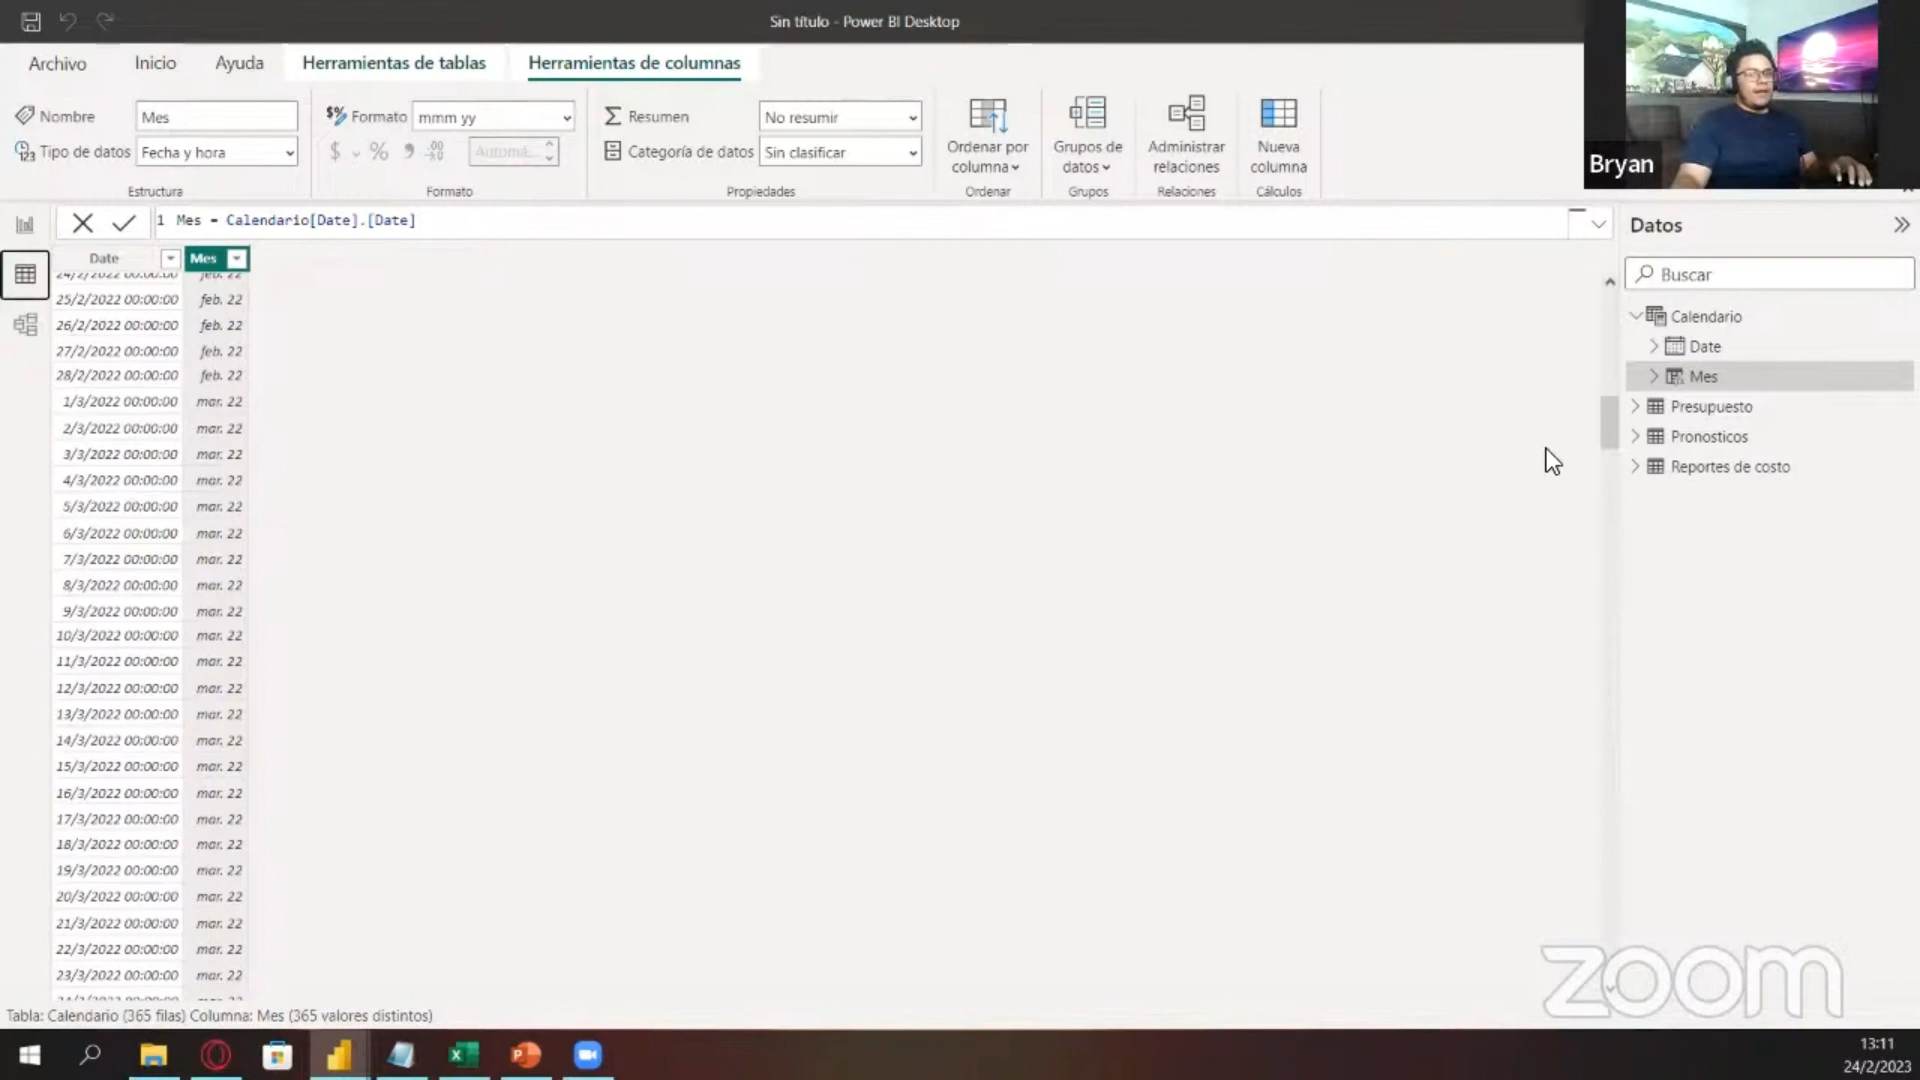 Sin título - Power BI Desktop
Archivo Inicio Ayuda Herramientas de tablas Herramientas de columnas
Nombre Mes Formato mmm yy Resumen No resumir
Tipo de datos Fecha y hora $ % Automá... Categoría de datos Sin clasificar
Ordenar por columna Grupos de datos Administrar relaciones Nueva columna
Estructura Formato Propiedades Ordenar Grupos Relaciones Cálculos
Bryan
1 Mes = Calendario[Date].[Date]
Date Mes
24/2/2022 00:00:00 feb. 22
25/2/2022 00:00:00 feb. 22
26/2/2022 00:00:00 feb. 22
27/2/2022 00:00:00 feb. 22
28/2/2022 00:00:00 feb. 22
1/3/2022 00:00:00 mar. 22
2/3/2022 00:00:00 mar. 22
3/3/2022 00:00:00 mar. 22
4/3/2022 00:00:00 mar. 22
5/3/2022 00:00:00 mar. 22
6/3/2022 00:00:00 mar. 22
7/3/2022 00:00:00 mar. 22
8/3/2022 00:00:00 mar. 22
9/3/2022 00:00:00 mar. 22
10/3/2022 00:00:00 mar. 22
11/3/2022 00:00:00 mar. 22
12/3/2022 00:00:00 mar. 22
13/3/2022 00:00:00 mar. 22
14/3/2022 00:00:00 mar. 22
15/3/2022 00:00:00 mar. 22
16/3/2022 00:00:00 mar. 22
17/3/2022 00:00:00 mar. 22
18/3/2022 00:00:00 mar. 22
19/3/2022 00:00:00 mar. 22
20/3/2022 00:00:00 mar. 22
21/3/2022 00:00:00 mar. 22
22/3/2022 00:00:00 mar. 22
23/3/2022 00:00:00 mar. 22
Datos
Buscar
Calendario
Date
Mes
Presupuesto
Pronosticos
Reportes de costo
zoom
Tabla: Calendario (365 filas) Columna: Mes (365 valores distintos)
13:11
24/2/2023